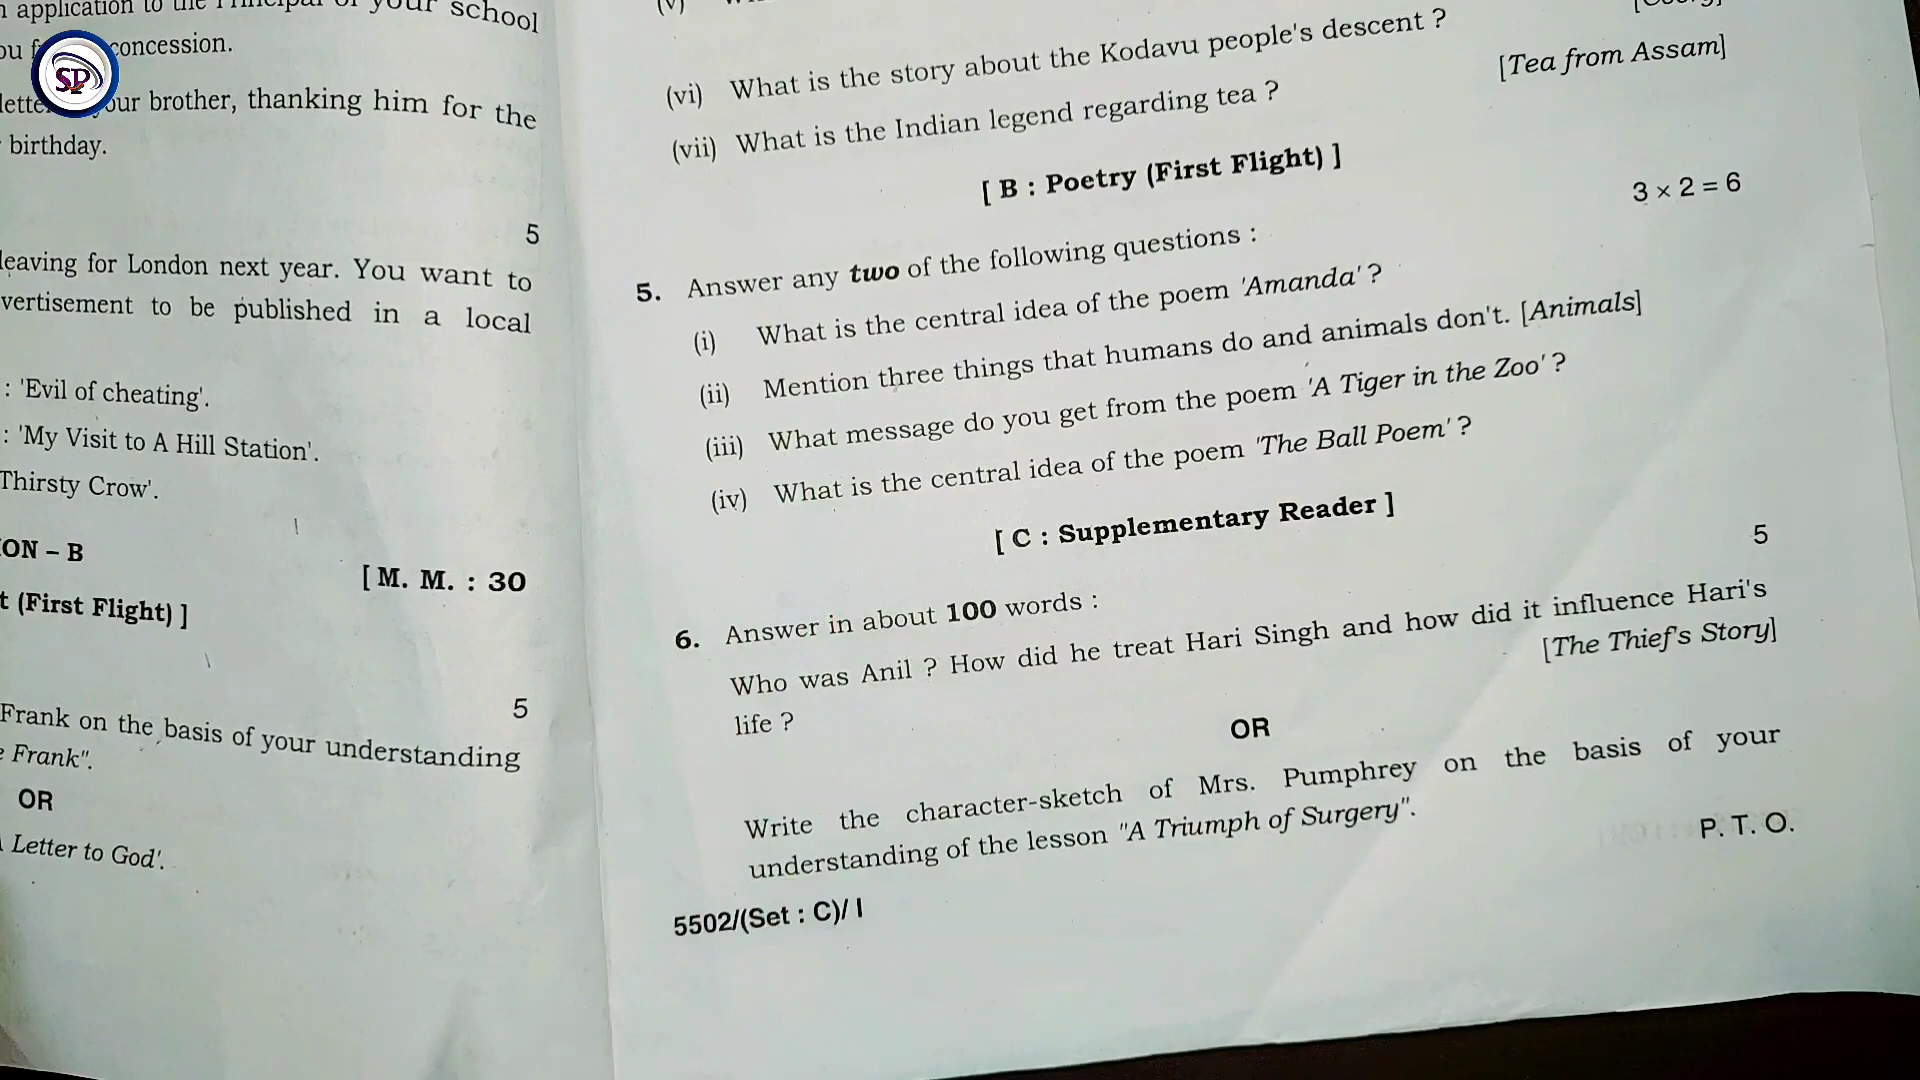 application to the Principal of your school
concession.
your brother, thanking him for the
birthday.
5
leaving for London next year. You want to
vertisement to be published in a local
: 'Evil of cheating'.
: 'My Visit to A Hill Station'.
Thirsty Crow'.
ON – B
[ M. M. : 30
t (First Flight) ]
5
Frank on the basis of your understanding
e Frank".
OR
Letter to God'.
SP
(v)
(vi) What is the story about the Kodavu people's descent ?
(vii) What is the Indian legend regarding tea ? [Tea from Assam]
[ B : Poetry (First Flight) ]
5. Answer any two of the following questions : 3 × 2 = 6
(i) What is the central idea of the poem 'Amanda' ?
(ii) Mention three things that humans do and animals don't. [Animals]
(iii) What message do you get from the poem 'A Tiger in the Zoo' ?
(iv) What is the central idea of the poem 'The Ball Poem' ?
[ C : Supplementary Reader ]
6. Answer in about 100 words : 5
Who was Anil ? How did he treat Hari Singh and how did it influence Hari's
life ? [The Thief's Story]
OR
Write the character-sketch of Mrs. Pumphrey on the basis of your
understanding of the lesson "A Triumph of Surgery".
5502/(Set : C)/ I
P. T. O.